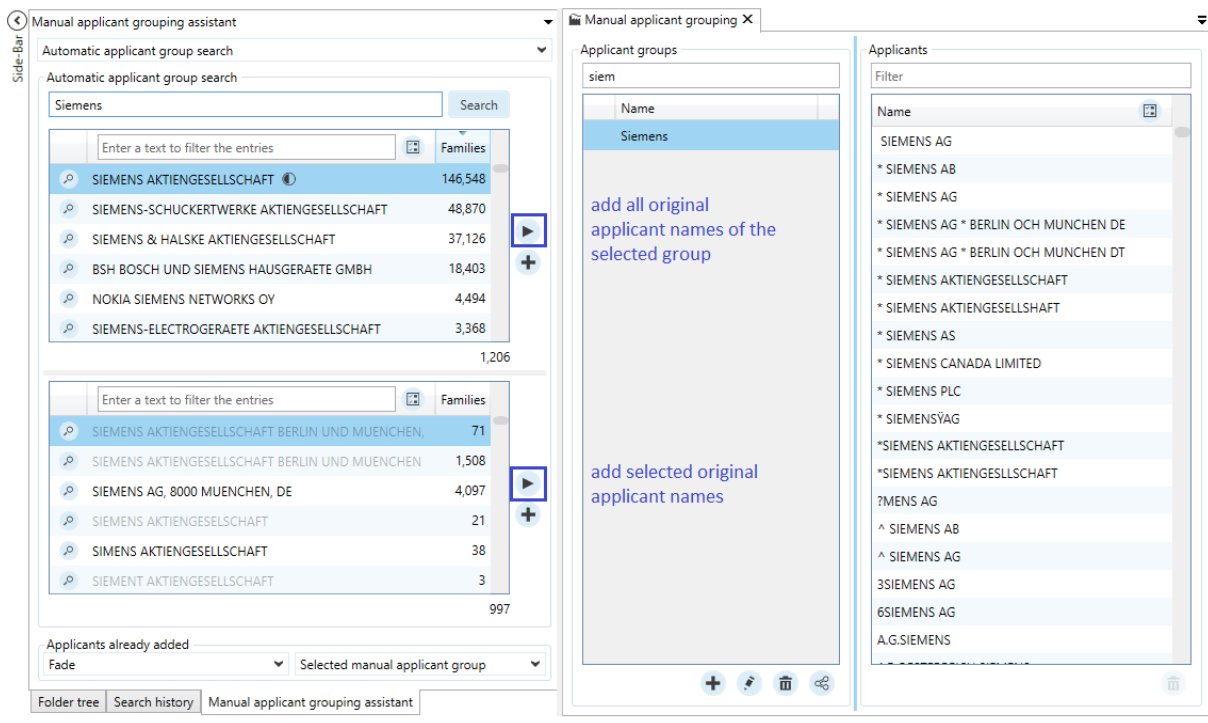 Side-Bar
Manual applicant grouping assistant
Automatic applicant group search
Automatic applicant group search
Siemens
Search
Enter a text to filter the entries
Families
SIEMENS AKTIENGESELLSCHAFT
146,548
SIEMENS-SCHUCKERTWERKE AKTIENGESELLSCHAFT
48,870
SIEMENS & HALSKE AKTIENGESELLSCHAFT
37,126
BSH BOSCH UND SIEMENS HAUSGERAETE GMBH
18,403
NOKIA SIEMENS NETWORKS OY
4,494
SIEMENS-ELECTROGERAETE AKTIENGESELLSCHAFT
3,368
1,206
Enter a text to filter the entries
Families
SIEMENS AKTIENGESELLSCHAFT BERLIN UND MUENCHEN,
71
SIEMENS AKTIENGESELLSCHAFT BERLIN UND MUENCHEN
1,508
SIEMENS AG, 8000 MUENCHEN, DE
4,097
SIEMENS AKTIENGESELSCHAFT
21
SIMENS AKTIENGESELLSCHAFT
38
SIEMENT AKTIENGESELLSCHAFT
3
997
Applicants already added
Fade
Selected manual applicant group
Folder tree
Search history
Manual applicant grouping assistant
Manual applicant grouping
Applicant groups
siem
Name
Siemens
add all original
applicant names of the
selected group
add selected original
applicant names
Applicants
Filter
Name
SIEMENS AG
* SIEMENS AB
* SIEMENS AG
* SIEMENS AG * BERLIN OCH MUNCHEN DE
* SIEMENS AG * BERLIN OCH MUNCHEN DT
* SIEMENS AKTIENGESELLSCHAFT
* SIEMENS AKTIENGESELLSHAFT
* SIEMENS AS
* SIEMENS CANADA LIMITED
* SIEMENS PLC
* SIEMENSŸAG
*SIEMENS AKTIENGESELLSCHAFT
*SIEMENS AKTIENGESLLSCHAFT
?MENS AG
^ SIEMENS AB
^ SIEMENS AG
3SIEMENS AG
6SIEMENS AG
A.G.SIEMENS